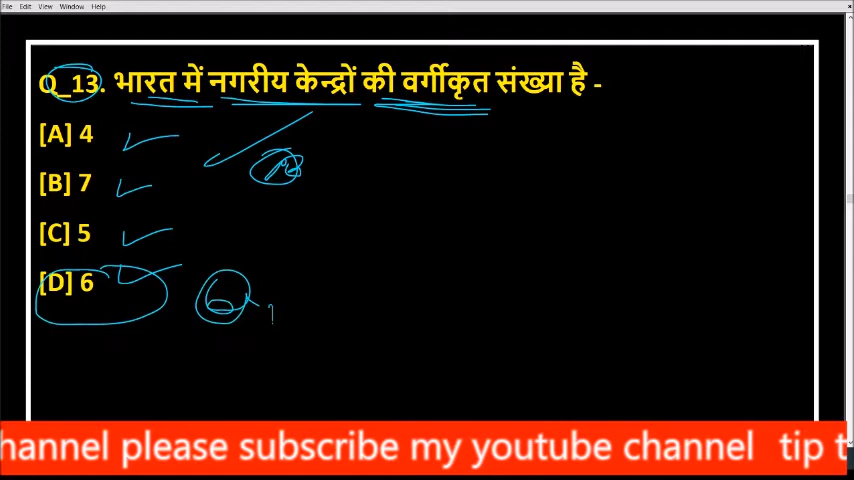 File Edit View Window Help
Q_13. भारत में नगरीय केन्द्रों की वर्गीकृत संख्या है -
[A] 4
[B] 7
[C] 5
[D] 6
6
hannel please subscribe my youtube channel tip t